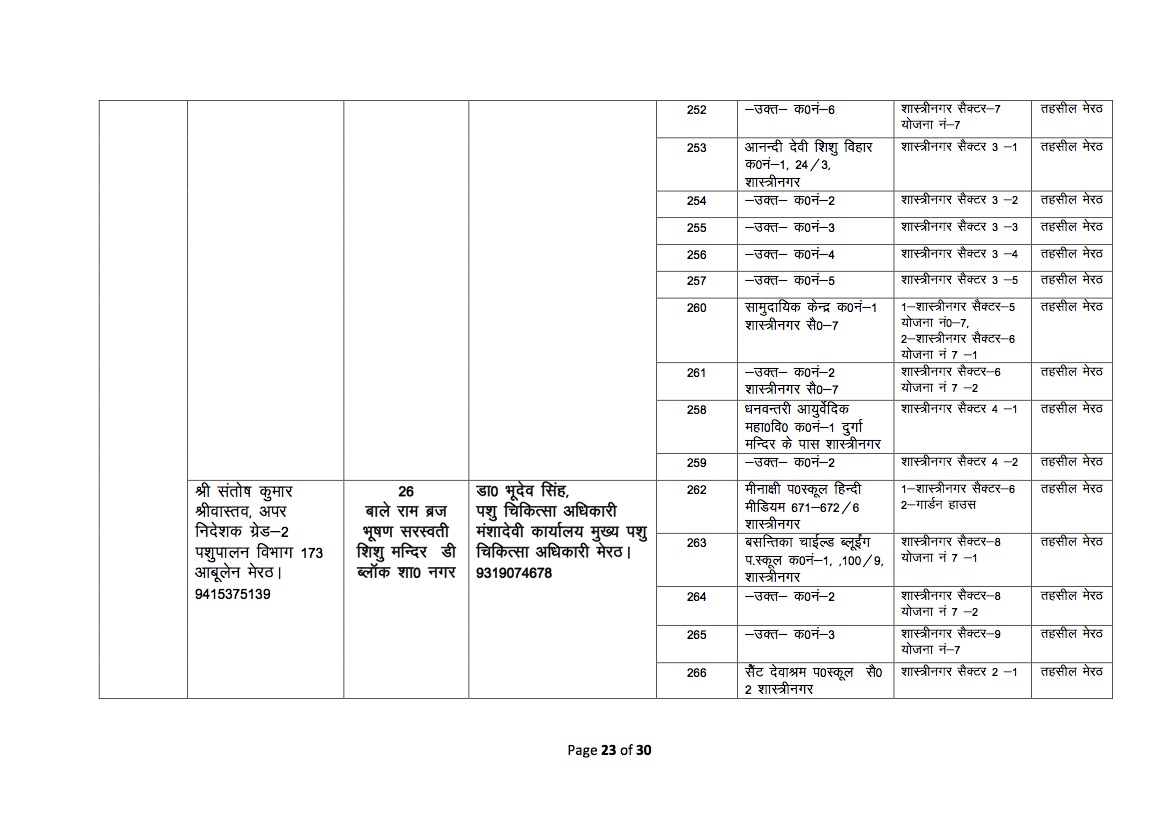 252 –उक्त– क0नं–6 शास्त्रीनगर सैक्टर–7 तहसील मेरठ
योजना नं–7
253 आनन्दी देवी शिशु विहार शास्त्रीनगर सैक्टर 3 –1 तहसील मेरठ
क0नं–1, 24/3,
शास्त्रीनगर
254 –उक्त– क0नं–2 शास्त्रीनगर सैक्टर 3 –2 तहसील मेरठ
255 –उक्त– क0नं–3 शास्त्रीनगर सैक्टर 3 –3 तहसील मेरठ
256 –उक्त– क0नं–4 शास्त्रीनगर सैक्टर 3 –4 तहसील मेरठ
257 –उक्त– क0नं–5 शास्त्रीनगर सैक्टर 3 –5 तहसील मेरठ
260 सामुदायिक केन्द्र क0नं–1 1–शास्त्रीनगर सैक्टर–5 तहसील मेरठ
शास्त्रीनगर सै0–7 योजना नं0–7,
2–शास्त्रीनगर सैक्टर–6
योजना नं 7 –1
261 –उक्त– क0नं–2 शास्त्रीनगर सैक्टर–6 तहसील मेरठ
शास्त्रीनगर सै0–7 योजना नं 7 –2
258 धनवन्तरी आयुर्वेदिक शास्त्रीनगर सैक्टर 4 –1 तहसील मेरठ
महा0वि0 क0नं–1 दुर्गा
मन्दिर के पास शास्त्रीनगर
259 –उक्त– क0नं–2 शास्त्रीनगर सैक्टर 4 –2 तहसील मेरठ
श्री संतोष कुमार
श्रीवास्तव, अपर
निदेशक ग्रेड–2
पशुपालन विभाग 173
आबूलेन मेरठ।
9415375139
26
बाले राम ब्रज
भूषण सरस्वती
शिशु मन्दिर डी
ब्लॉक शा0 नगर
डा0 भूदेव सिंह,
पशु चिकित्सा अधिकारी
मंशादेवी कार्यालय मुख्य पशु
चिकित्सा अधिकारी मेरठ।
9319074678
262 मीनाक्षी प0स्कूल हिन्दी 1–शास्त्रीनगर सैक्टर–6 तहसील मेरठ
मीडियम 671–672/6 2–गार्डन हाउस
शास्त्रीनगर
263 बसन्तिका चाईल्ड ब्लूईंग शास्त्रीनगर सैक्टर–8 तहसील मेरठ
प.स्कूल क0नं–1, ,100/9, योजना नं 7 –1
शास्त्रीनगर
264 –उक्त– क0नं–2 शास्त्रीनगर सैक्टर–8 तहसील मेरठ
योजना नं 7 –2
265 –उक्त– क0नं–3 शास्त्रीनगर सैक्टर–9 तहसील मेरठ
योजना नं–7
266 सैंट देवाश्रम प0स्कूल सै0 शास्त्रीनगर सैक्टर 2 –1 तहसील मेरठ
2 शास्त्रीनगर
Page 23 of 30